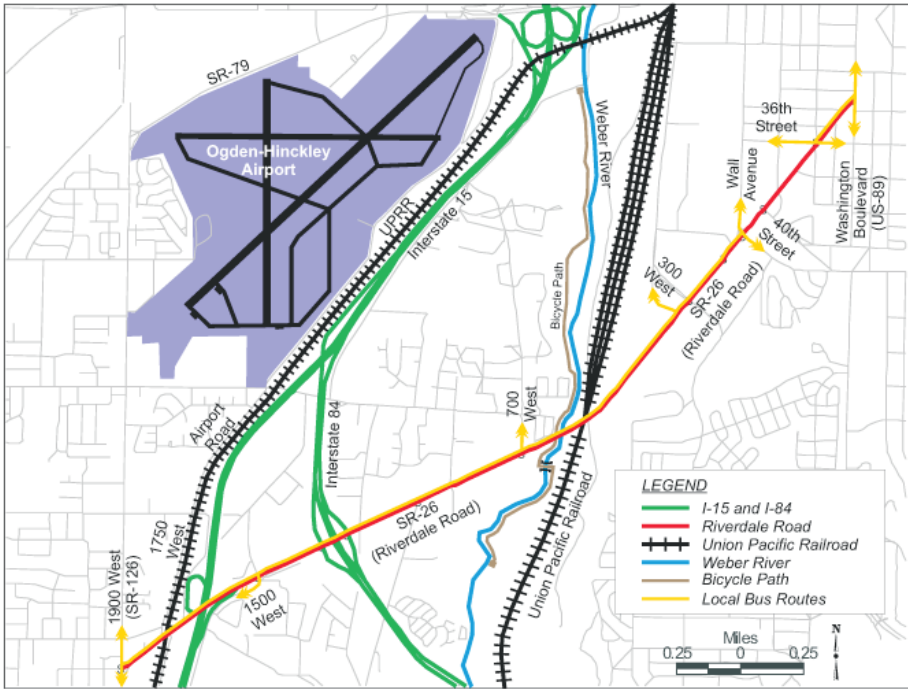 SR-79
Ogden-Hinckley
Airport
UPRR
Interstate 15
Weber River
Bicycle Path
36th
Street
Wall
Avenue
Washington
Boulevard
(US-89)
40th
Street
300
West
SR-26
(Riverdale Road)
700
West
Airport
Road
Interstate 84
SR-26
(Riverdale Road)
Union Pacific Railroad
1750
West
1900 West
(SR-126)
1500
West
LEGEND
I-15 and I-84
Riverdale Road
Union Pacific Railroad
Weber River
Bicycle Path
Local Bus Routes
Miles
0.25 0 0.25
N